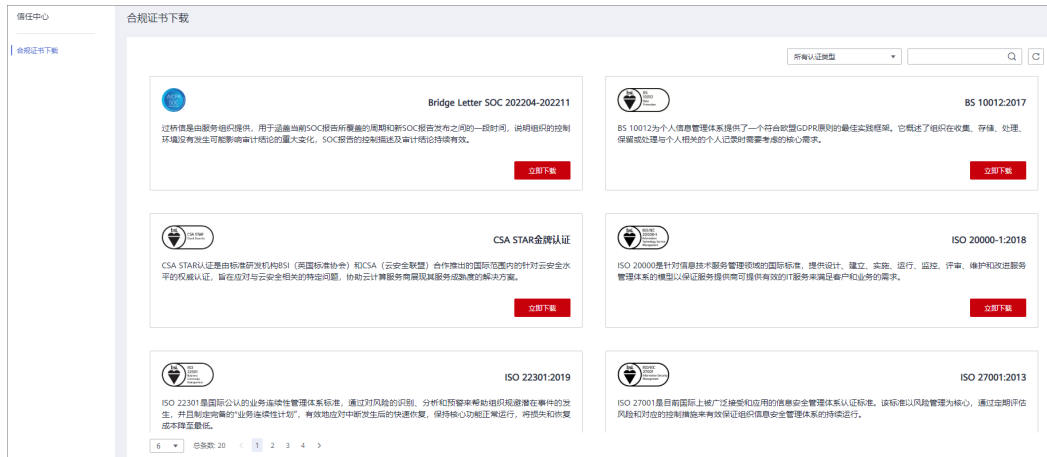 信任中心
合规证书下载
合规证书下载
所有认证类型
Bridge Letter SOC 202204-202211
过桥信是由服务组织提供，用于涵盖当前SOC报告所覆盖的周期和新SOC报告发布之间的一段时间，说明组织的控制
环境没有发生可能影响审计结论的重大变化，SOC报告的控制描述及审计结论持续有效。
立即下载
BS 10012:2017
BS 10012为个人信息管理体系提供了一个符合欧盟GDPR原则的最佳实践框架。它概述了组织在收集、存储、处理、
保留或处理与个人相关的个人记录时需要考虑的核心需求。
立即下载
CSA STAR金牌认证
CSA STAR认证是由标准研发机构BSI（英国标准协会）和CSA（云安全联盟）合作推出的国际范围内的针对云安全水
平的权威认证，旨在应对与云安全相关的特定问题，协助云计算服务商展现其服务成熟度的解决方案。
立即下载
ISO 20000-1:2018
ISO 20000是针对信息技术服务管理领域的国际标准，提供设计、建立、实施、运行、监控、评审、维护和改进服务
管理体系的模型以保证服务提供商可提供有效的IT服务来满足客户和业务的需求。
立即下载
ISO 22301:2019
ISO 22301是国际公认的业务连续性管理体系标准，通过对风险的识别、分析和预警来帮助组织规避潜在事件的发
生，并且制定完备的“业务连续性计划”，有效地应对中断发生后的快速恢复，保持核心功能正常运行，将损失和恢复
成本降至最低。
ISO 27001:2013
ISO 27001是目前国际上被广泛接受和应用的信息安全管理体系认证标准。该标准以风险管理为核心，通过定期评估
风险和对应的控制措施来有效保证组织信息安全管理体系的持续运行。
6 总条数: 20 < 1 2 3 4 >